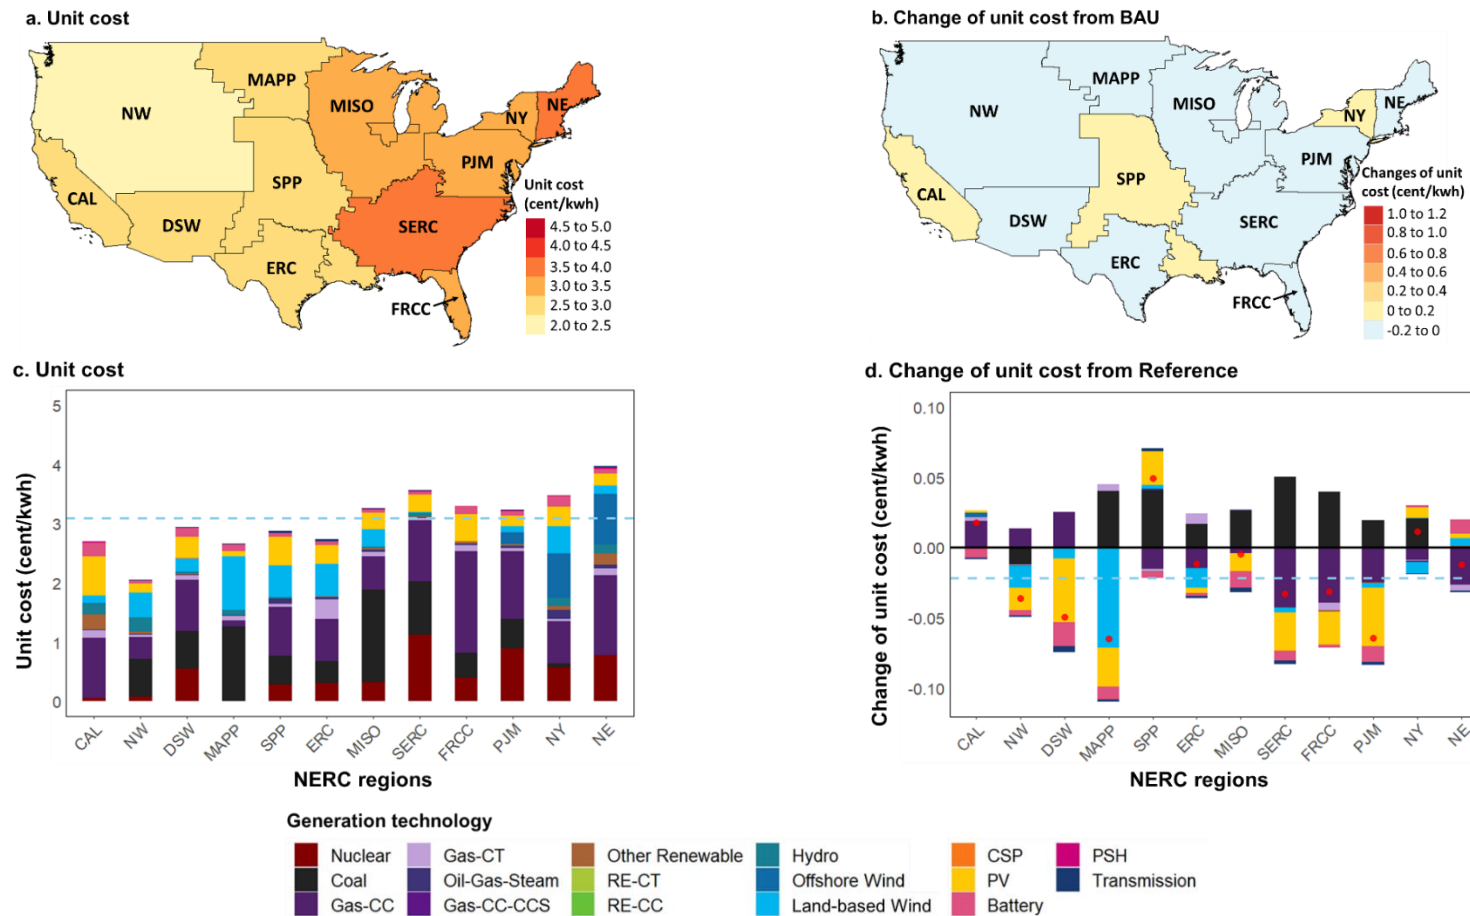 a. Unit cost
b. Change of unit cost from BAU
NW
MAPP
MISO
NE
NY
PJM
CAL
DSW
SPP
SERC
ERC
FRCC
Unit cost
(cent/kwh)
4.5 to 5.0
4.0 to 4.5
3.5 to 4.0
3.0 to 3.5
2.5 to 3.0
2.0 to 2.5
NW
MAPP
MISO
NE
NY
PJM
CAL
DSW
SPP
SERC
ERC
FRCC
Changes of unit
cost (cent/kwh)
1.0 to 1.2
0.8 to 1.0
0.6 to 0.8
0.4 to 0.6
0.2 to 0.4
0 to 0.2
-0.2 to 0
c. Unit cost
Unit cost (cent/kwh)
5
4
3
2
1
0
CAL
NW
DSW
MAPP
SPP
ERC
MISO
SERC
FRCC
PJM
NY
NE
NERC regions
d. Change of unit cost from Reference
Change of unit cost (cent/kwh)
0.10
0.05
0.00
-0.05
-0.10
CAL
NW
DSW
MAPP
SPP
ERC
MISO
SERC
FRCC
PJM
NY
NE
NERC regions
Generation technology
Nuclear
Coal
Gas-CC
Gas-CT
Oil-Gas-Steam
Gas-CC-CCS
Other Renewable
RE-CT
RE-CC
Hydro
Offshore Wind
Land-based Wind
CSP
PV
Battery
PSH
Transmission